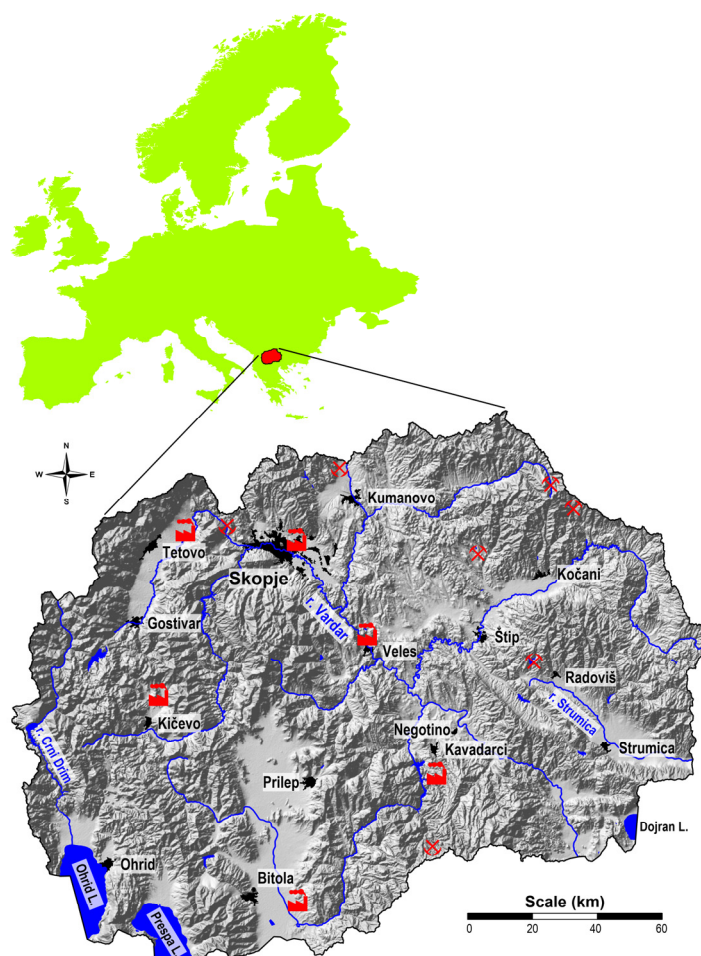 N
W E
S
Kumanovo
Tetovo
Skopje
Kočani
r. Vardar
Gostivar
Štip
Veles
Radoviš
r. Strumica
Kičevo
r. Crni Drim
Negotino
Kavadarci
Strumica
Prilep
Dojran L.
Ohrid
Ohrid L.
Bitola
Prespa L.
Scale (km)
0 20 40 60